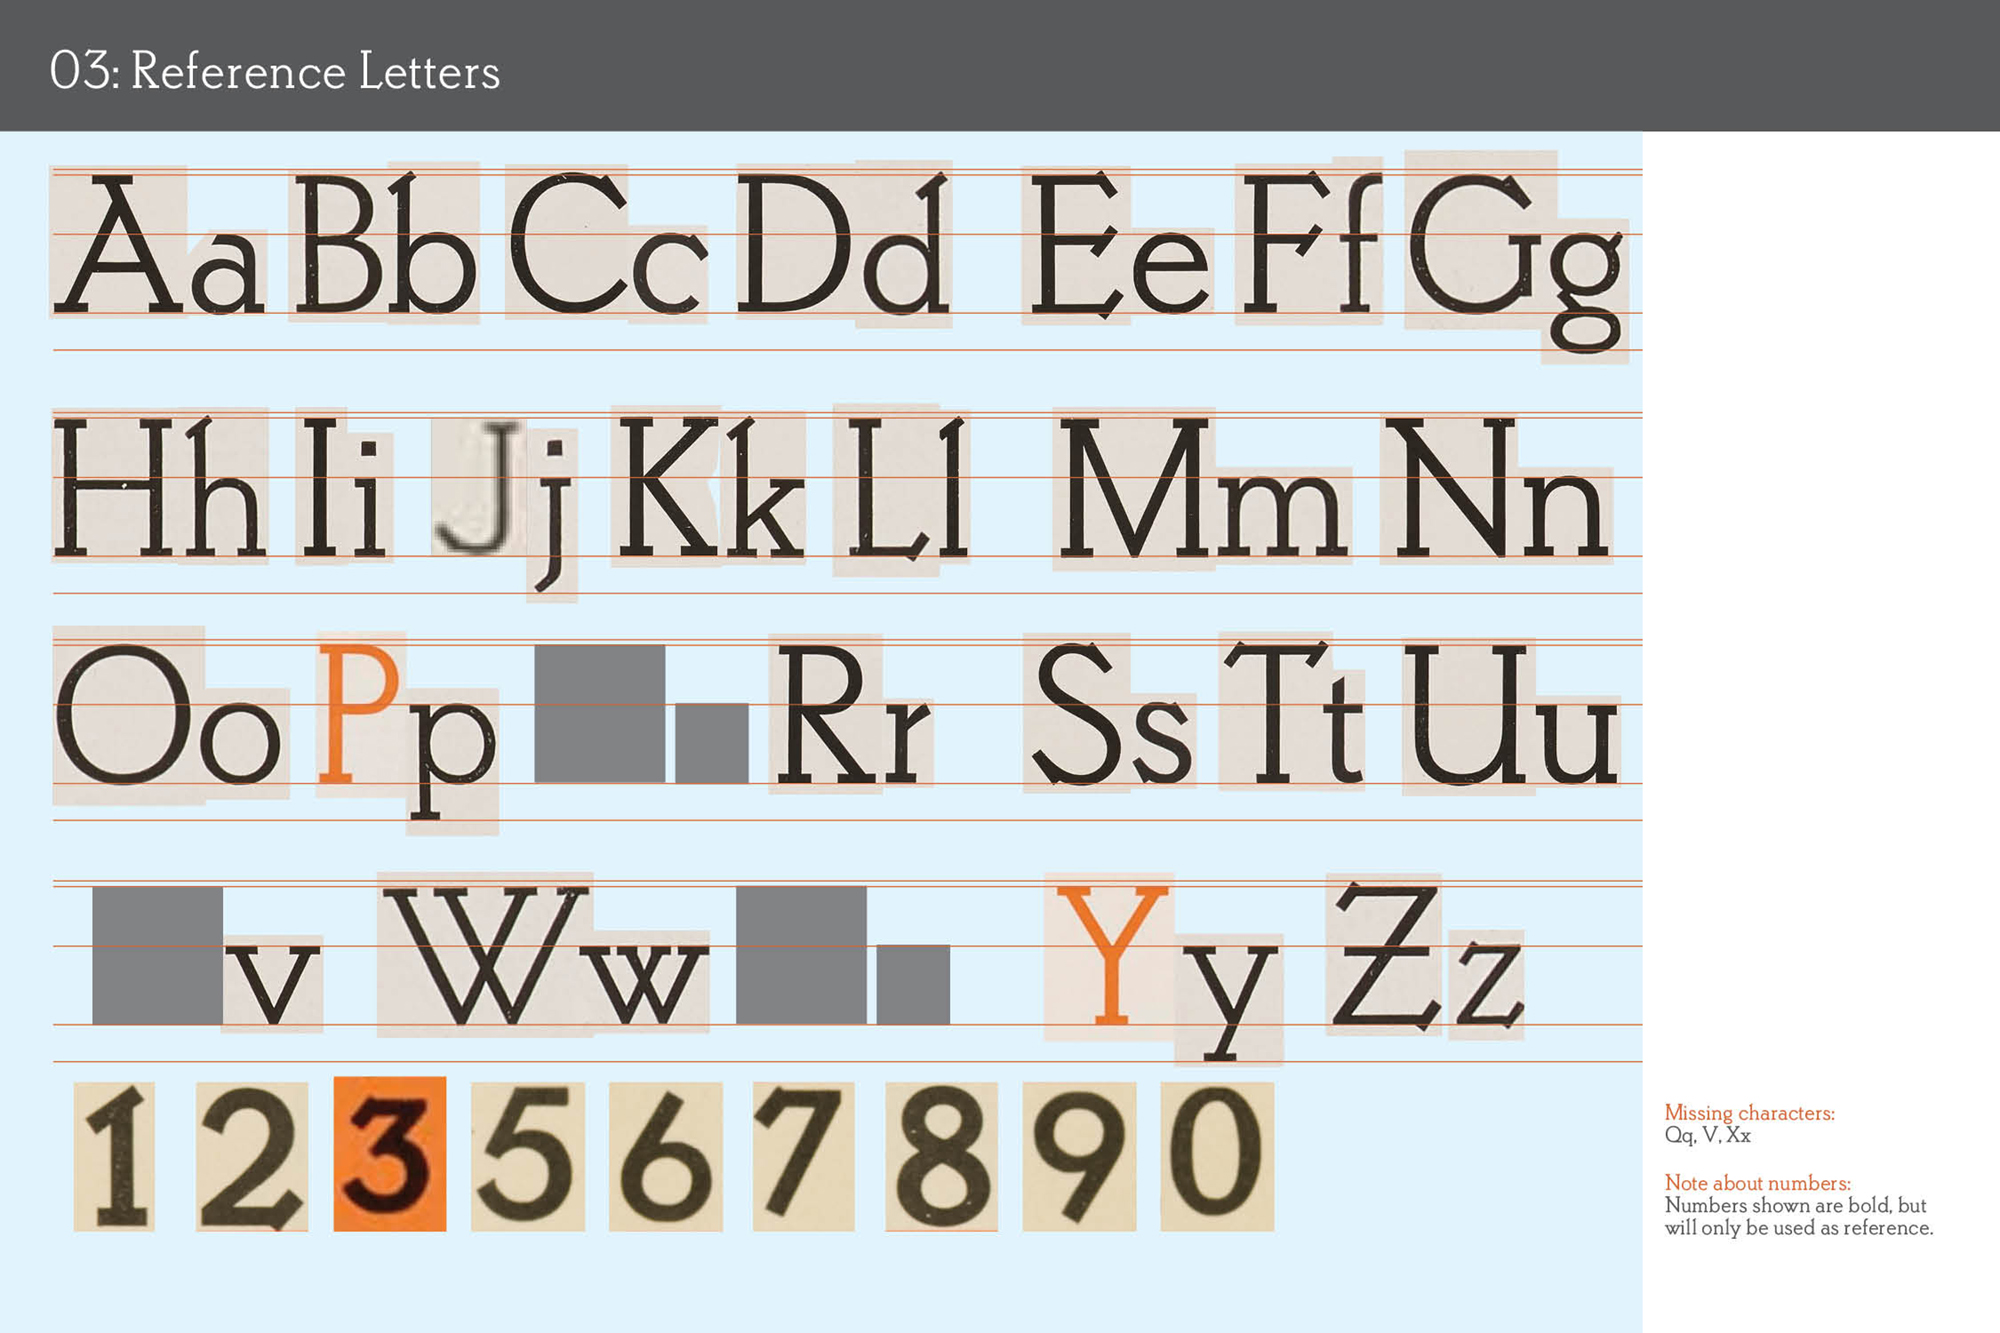 03: Reference Letters
Aa Bb Cc Dd Ee Ff Gg
Hh Ii Jj Kk Ll Mm Nn
Oo Pp Rr Ss Tt Uu
v Ww Yy Zz
1 2 3 5 6 7 8 9 0
Missing characters:
Qq, V, Xx
Note about numbers:
Numbers shown are bold, but
will only be used as reference.